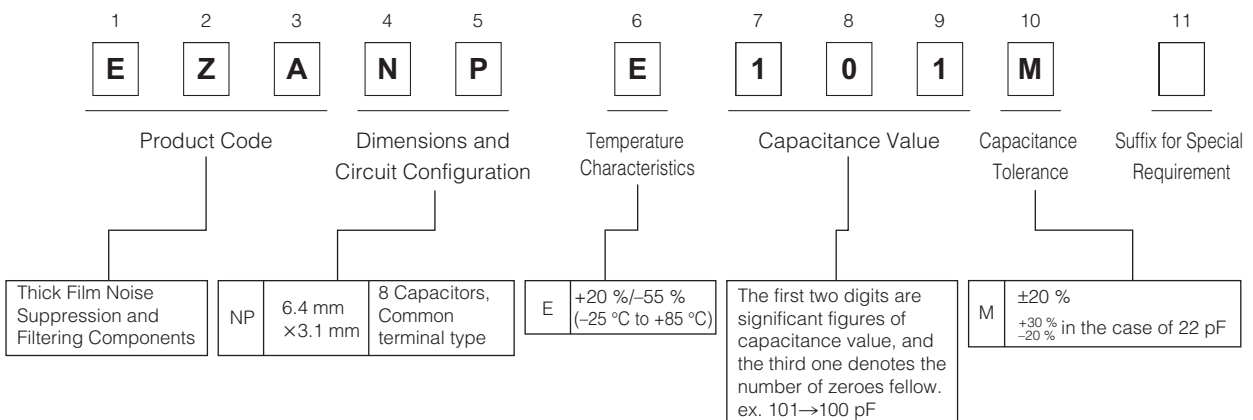 1 2 3 4 5 6 7 8 9 10 11
E Z A N P E 1 0 1 M
Product Code
Dimensions and
Circuit Configuration
Temperature
Characteristics
Capacitance Value
Capacitance
Tolerance
Suffix for Special
Requirement
Thick Film Noise
Suppression and
Filtering Components
NP
6.4 mm
×3.1 mm
8 Capacitors,
Common
terminal type
E
+20 %/–55 %
(–25 °C to +85 °C)
The first two digits are
significant figures of
capacitance value, and
the third one denotes the
number of zeroes fellow.
ex. 101→100 pF
M
±20 %
+30 %
–20 % in the case of 22 pF